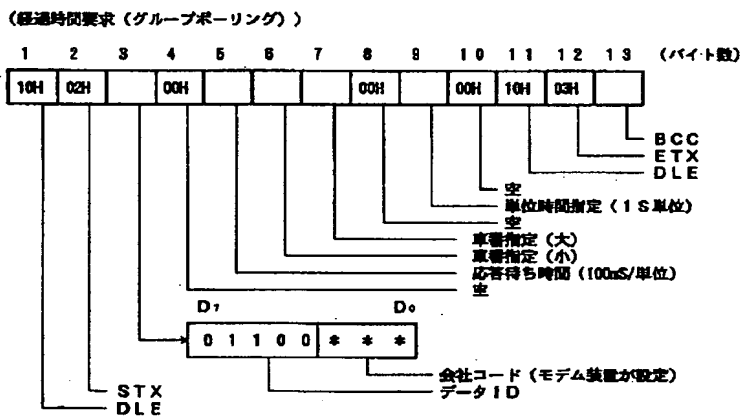 (経過時間要求(グループポーリング))
1 2 3 4 5 6 7 8 9 10 11 12 13 (バイト数)
10H 02H 00H 00H 00H 10H 03H
BCC
ETX
DLE
空
単位時間指定(1S単位)
空
車番指定(大)
車番指定(小)
応答待ち時間(100mS/単位)
空
D7 D0
0 1 1 0 0 * * *
会社コード(モデム装置が設定)
データID
STX
DLE